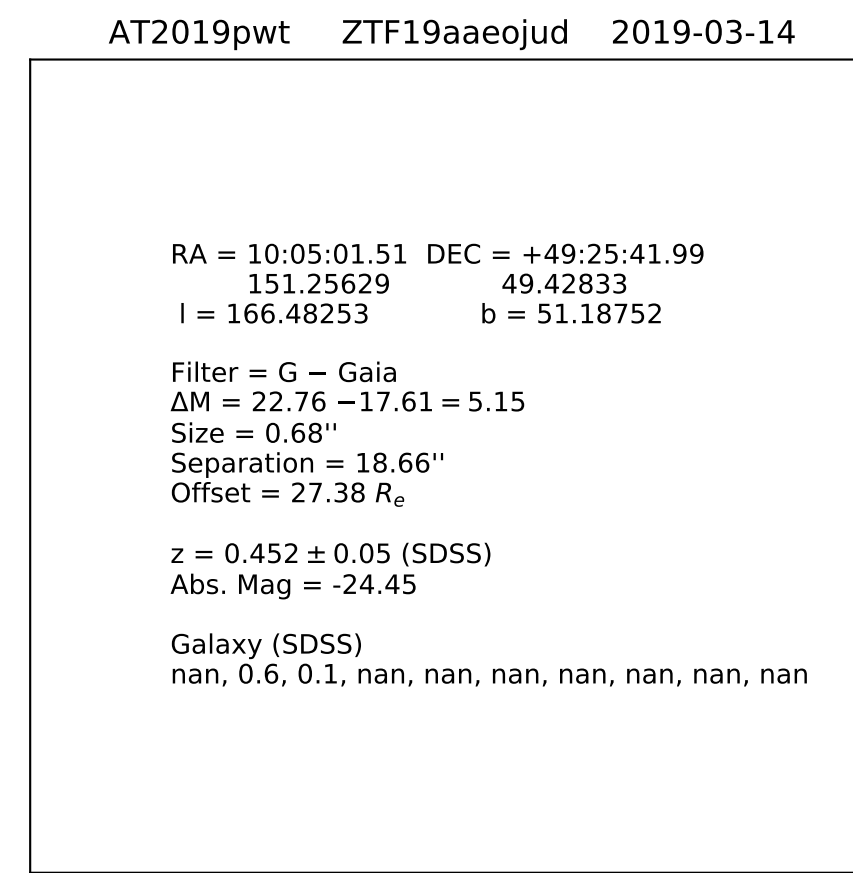 AT2019pwt ZTF19aaeojud 2019-03-14
RA = 10:05:01.51 DEC = +49:25:41.99
151.25629 49.42833
l = 166.48253 b = 51.18752
Filter = G − Gaia
ΔM = 22.76 −17.61 = 5.15
Size = 0.68''
Separation = 18.66''
Offset = 27.38 Re
z = 0.452 ± 0.05 (SDSS)
Abs. Mag = -24.45
Galaxy (SDSS)
nan, 0.6, 0.1, nan, nan, nan, nan, nan, nan, nan